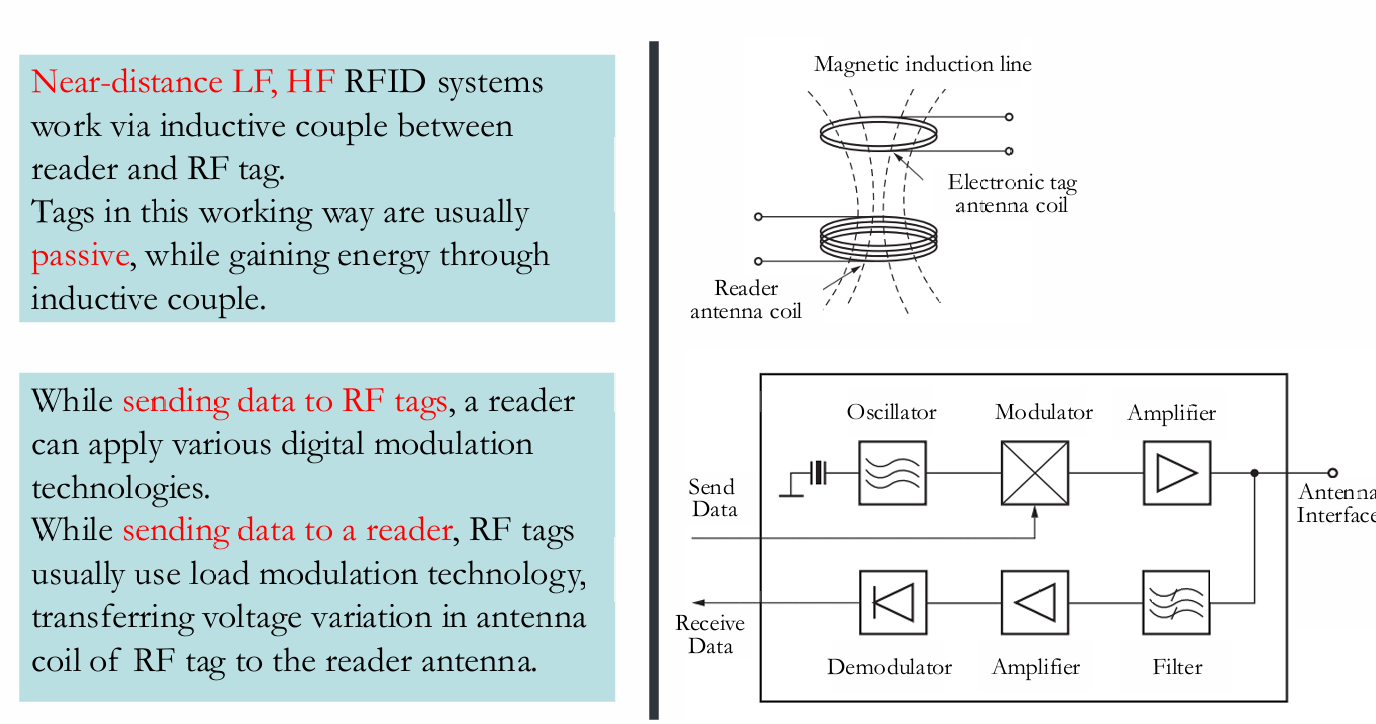 Near-distance LF, HF RFID systems
work via inductive couple between
reader and RF tag.
Tags in this working way are usually
passive, while gaining energy through
inductive couple.
While sending data to RF tags, a reader
can apply various digital modulation
technologies.
While sending data to a reader, RF tags
usually use load modulation technology,
transferring voltage variation in antenna
coil of RF tag to the reader antenna.
Magnetic induction line
Electronic tag
antenna coil
Reader
antenna coil
Oscillator
Modulator
Amplifier
Send
Data
Antenna
Interface
Receive
Data
Demodulator
Amplifier
Filter